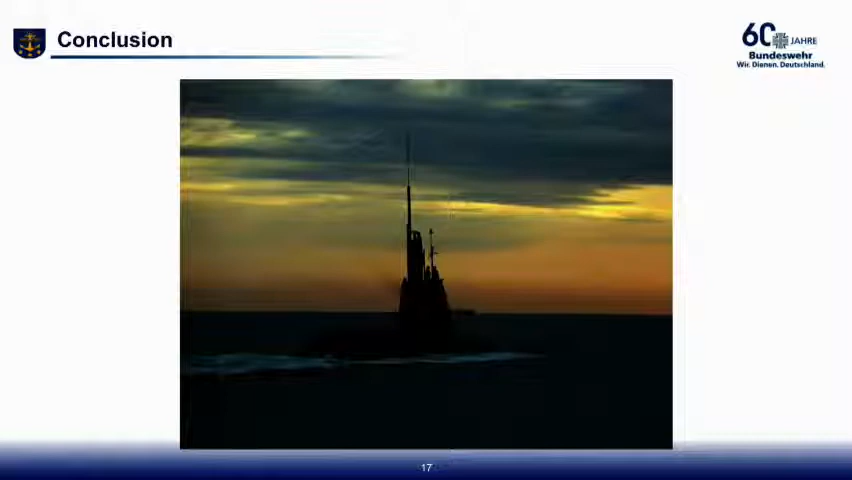 Conclusion
60 JAHRE
Bundeswehr
Wir. Dienen. Deutschland.
17